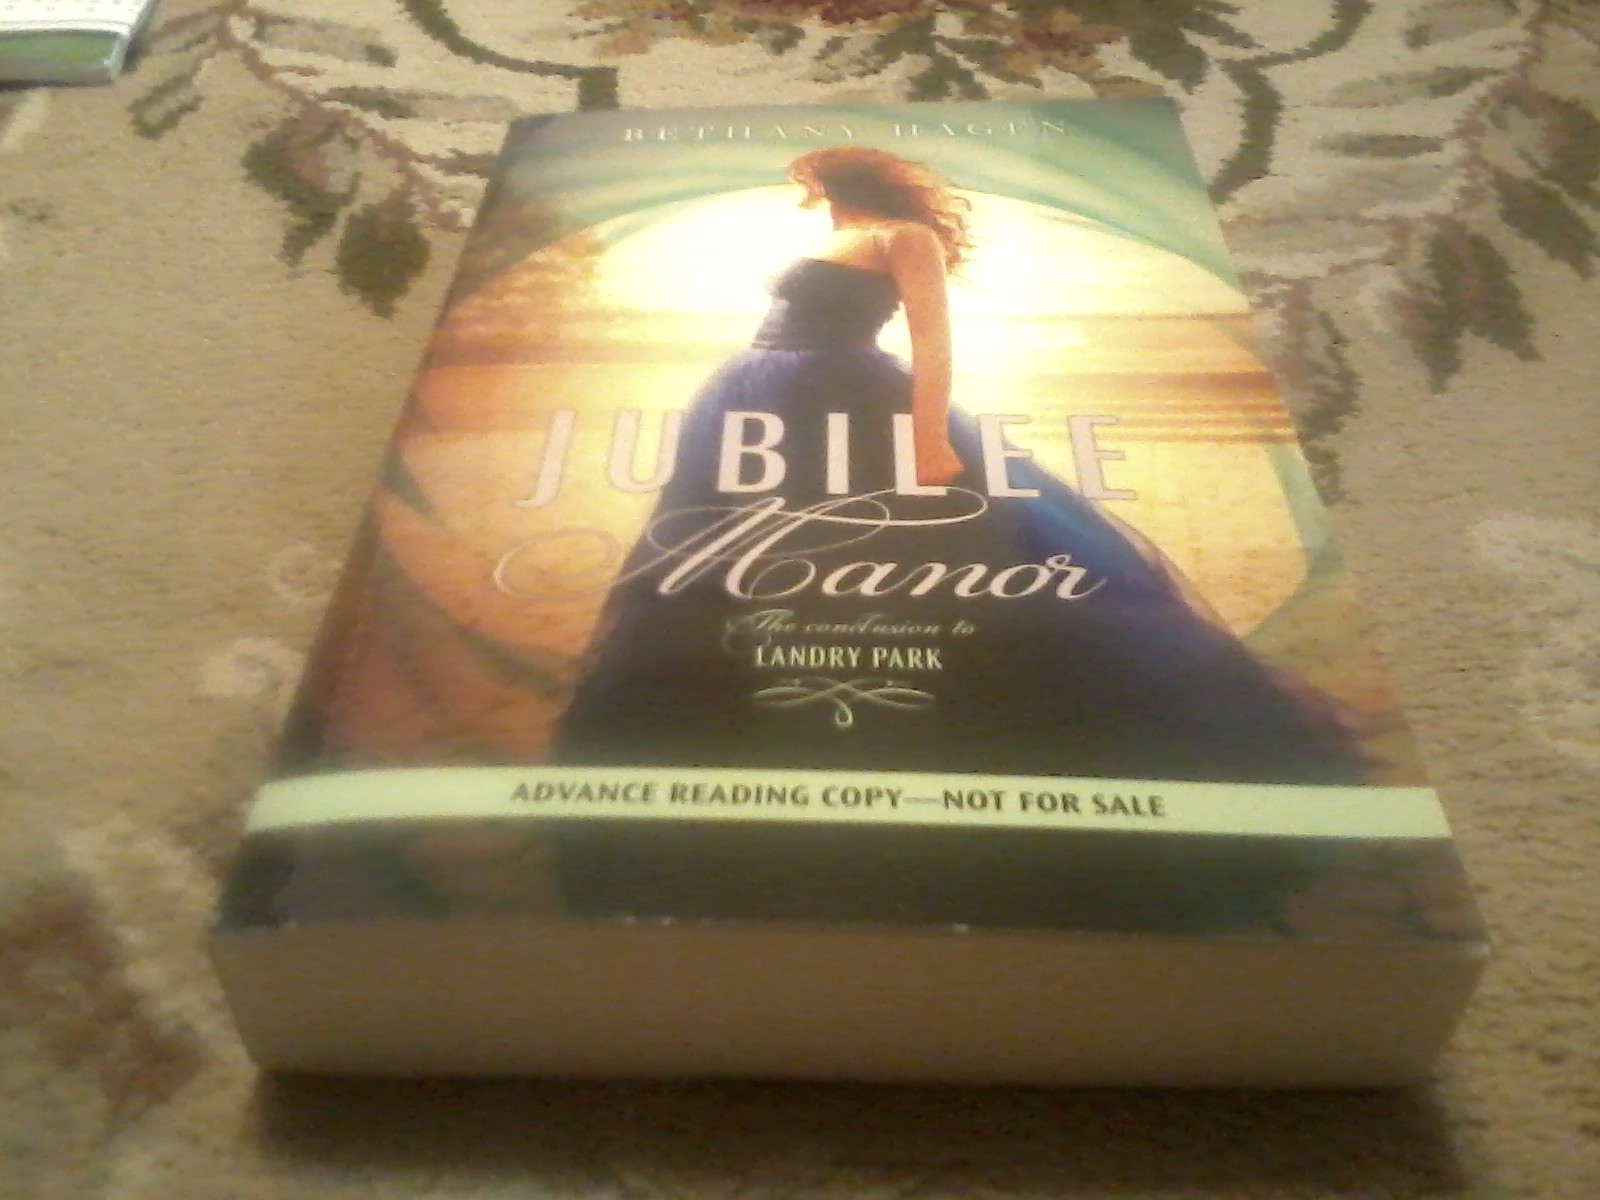 BETHANY HAGEN
JUBILEE
Manor
The conclusion to
LANDRY PARK
ADVANCE READING COPY—NOT FOR SALE